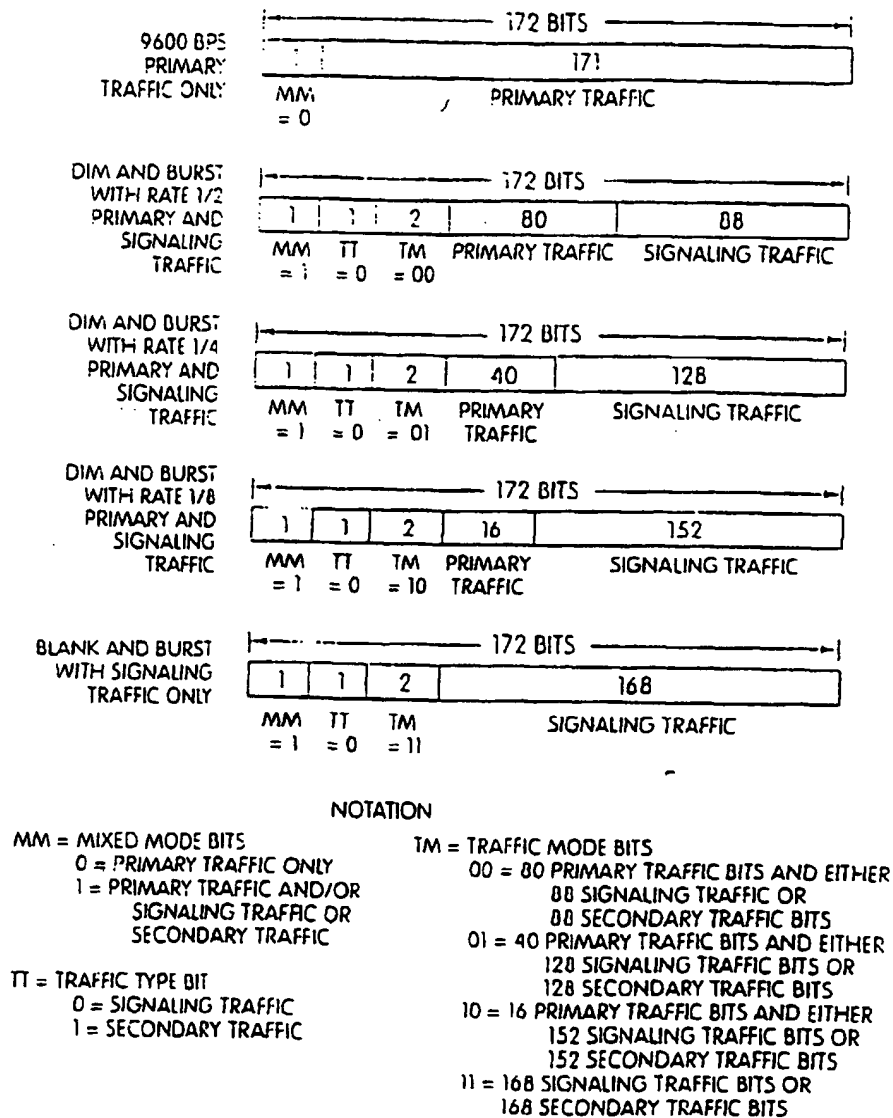 172 BITS
9600 BPS
PRIMARY
TRAFFIC ONLY
1 171
MM PRIMARY TRAFFIC
= 0
DIM AND BURST
WITH RATE 1/2
PRIMARY AND
SIGNALING
TRAFFIC
172 BITS
1 1 2 80 88
MM TT TM PRIMARY TRAFFIC SIGNALING TRAFFIC
= 1 = 0 = 00
DIM AND BURST
WITH RATE 1/4
PRIMARY AND
SIGNALING
TRAFFIC
172 BITS
1 1 2 40 128
MM TT TM PRIMARY SIGNALING TRAFFIC
= 1 = 0 = 01 TRAFFIC
DIM AND BURST
WITH RATE 1/8
PRIMARY AND
SIGNALING
TRAFFIC
172 BITS
1 1 2 16 152
MM TT TM PRIMARY SIGNALING TRAFFIC
= 1 = 0 = 10 TRAFFIC
BLANK AND BURST
WITH SIGNALING
TRAFFIC ONLY
172 BITS
1 1 2 168
MM TT TM SIGNALING TRAFFIC
= 1 = 0 = 11
NOTATION
MM = MIXED MODE BITS
0 = PRIMARY TRAFFIC ONLY
1 = PRIMARY TRAFFIC AND/OR
SIGNALING TRAFFIC OR
SECONDARY TRAFFIC
TT = TRAFFIC TYPE BIT
0 = SIGNALING TRAFFIC
1 = SECONDARY TRAFFIC
TM = TRAFFIC MODE BITS
00 = 80 PRIMARY TRAFFIC BITS AND EITHER
88 SIGNALING TRAFFIC OR
88 SECONDARY TRAFFIC BITS
01 = 40 PRIMARY TRAFFIC BITS AND EITHER
128 SIGNALING TRAFFIC BITS OR
128 SECONDARY TRAFFIC BITS
10 = 16 PRIMARY TRAFFIC BITS AND EITHER
152 SIGNALING TRAFFIC BITS OR
152 SECONDARY TRAFFIC BITS
11 = 168 SIGNALING TRAFFIC BITS OR
168 SECONDARY TRAFFIC BITS